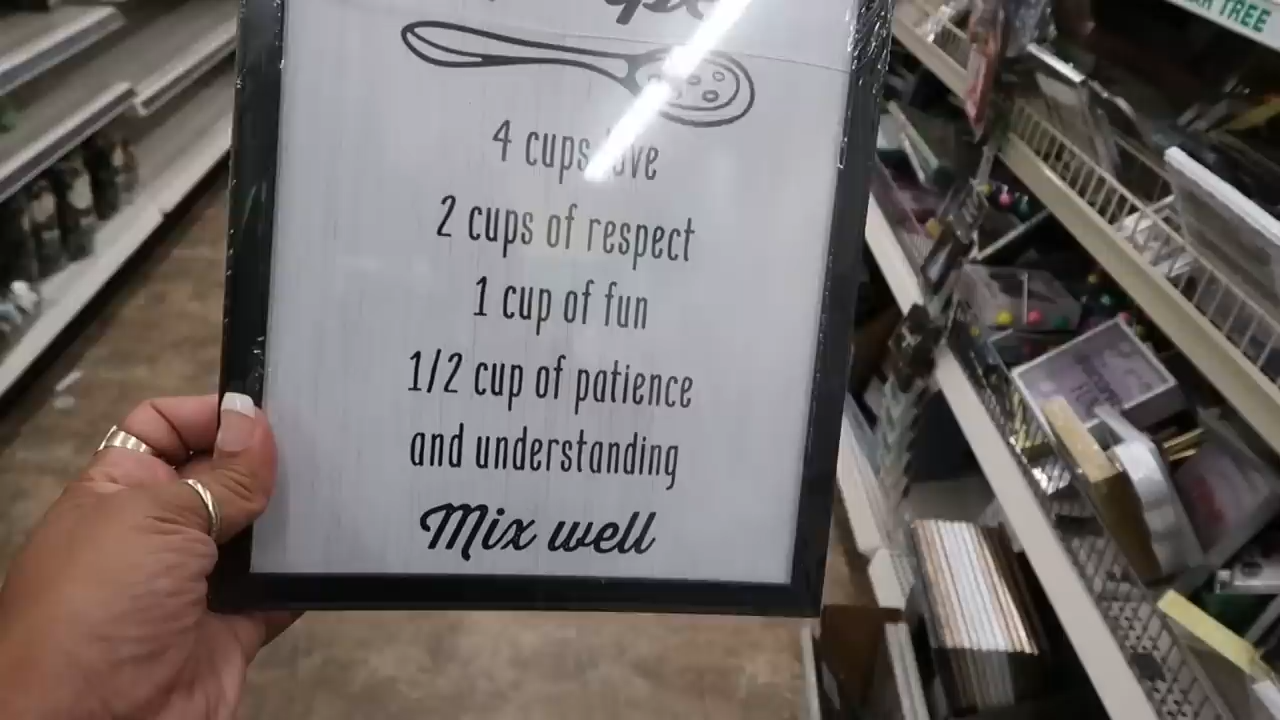 4 cups
2 cups of respect
1 cup of fun
1/2 cup of patience
and understanding
Mix well
TREE